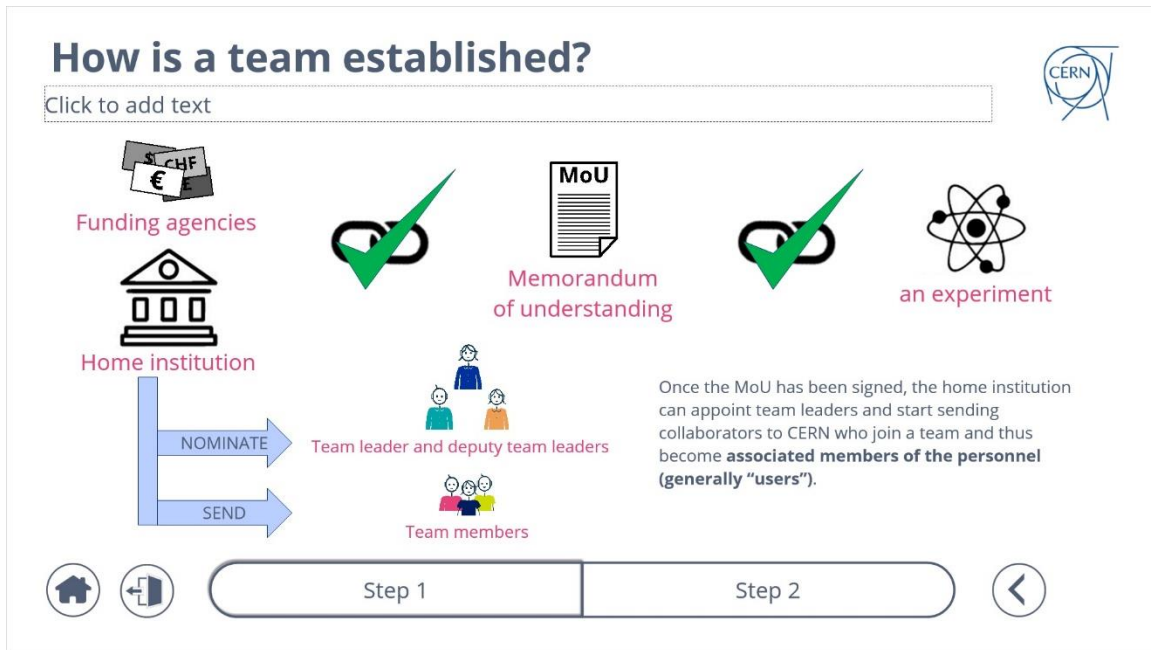 How is a team established?
CERN
Click to add text
$ CHF
€ £
Funding agencies
MoU
Memorandum
of understanding
an experiment
Home institution
Once the MoU has been signed, the home institution
can appoint team leaders and start sending
collaborators to CERN who join a team and thus
become associated members of the personnel
(generally “users”).
NOMINATE
Team leader and deputy team leaders
SEND
Team members
Step 1
Step 2